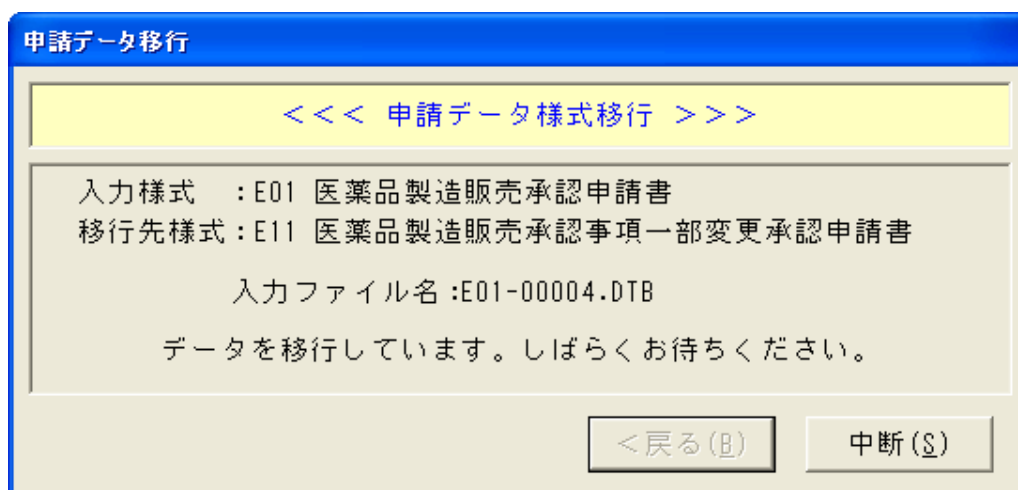 申請データ移行
＜＜＜ 申請データ様式移行 ＞＞＞
入力様式　：E01 医薬品製造販売承認申請書
移行先様式：E11 医薬品製造販売承認事項一部変更承認申請書
入力ファイル名：E01-00004.DTB
データを移行しています。しばらくお待ちください。
＜戻る(B)
中断(S)